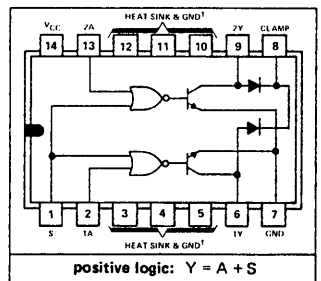 HEAT SINK & GND†
VCC 2A 2Y CLAMP
14 13 12 11 10 9 8
1 2 3 4 5 6 7
S 1A 1Y GND
HEAT SINK & GND†
positive logic: Y = A + S